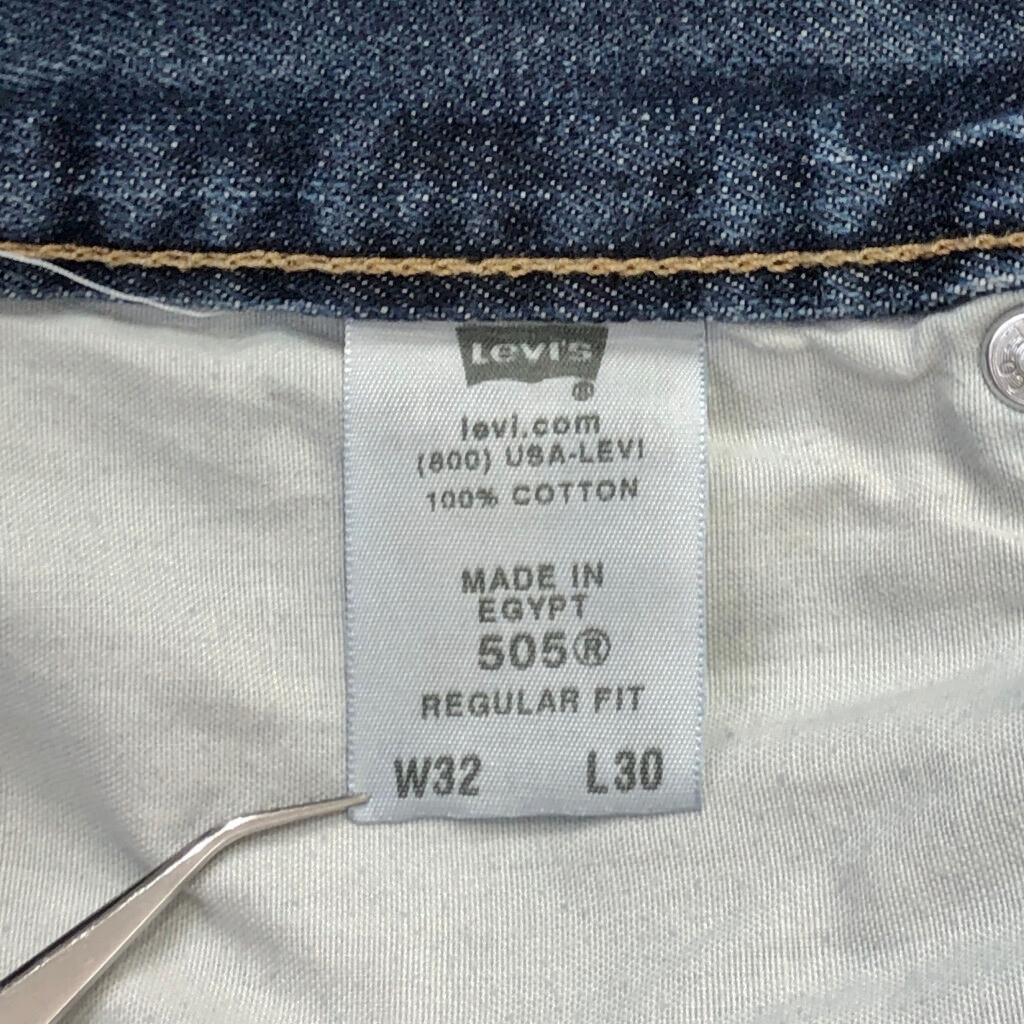 Levi's
®
levi.com
(800) USA-LEVI
100% COTTON
MADE IN
EGYPT
505®
REGULAR FIT
W32 L30